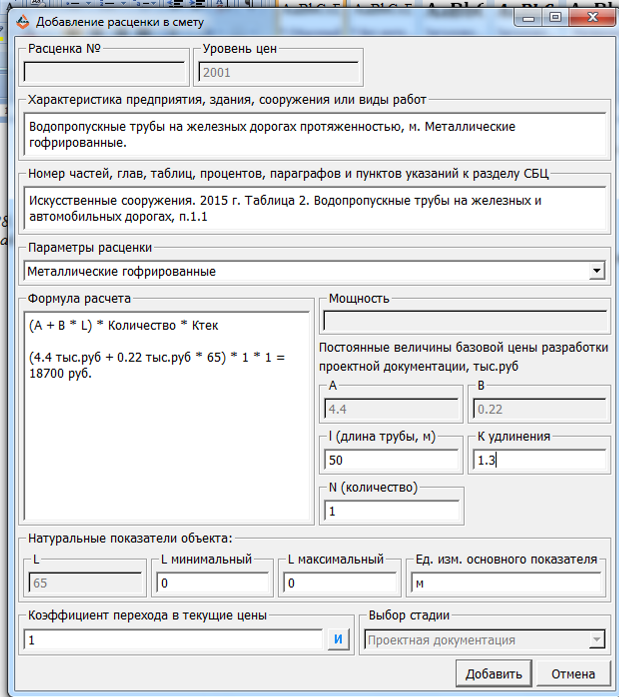 Добавление расценки в смету
Расценка №
Уровень цен
2001
Характеристика предприятия, здания, сооружения или виды работ
Водопропускные трубы на железных дорогах протяженностью, м. Металлические
гофрированные.
Номер частей, глав, таблиц, процентов, параграфов и пунктов указаний к разделу СБЦ
Искусственные сооружения. 2015 г. Таблица 2. Водопропускные трубы на железных и
автомобильных дорогах, п.1.1
Параметры расценки
Металлические гофрированные
Формула расчета
(A + B * L) * Количество * Ктек
(4.4 тыс.руб + 0.22 тыс.руб * 65) * 1 * 1 =
18700 руб.
Мощность
Постоянные величины базовой цены разработки
проектной документации, тыс.руб
A
B
4.4
0.22
l (длина трубы, м)
К удлинения
50
1.3
N (количество)
1
Натуральные показатели объекта:
L
L минимальный
L максимальный
Ед. изм. основного показателя
65
0
0
м
Коэффициент перехода в текущие цены
Выбор стадии
1
И
Проектная документация
Добавить
Отмена